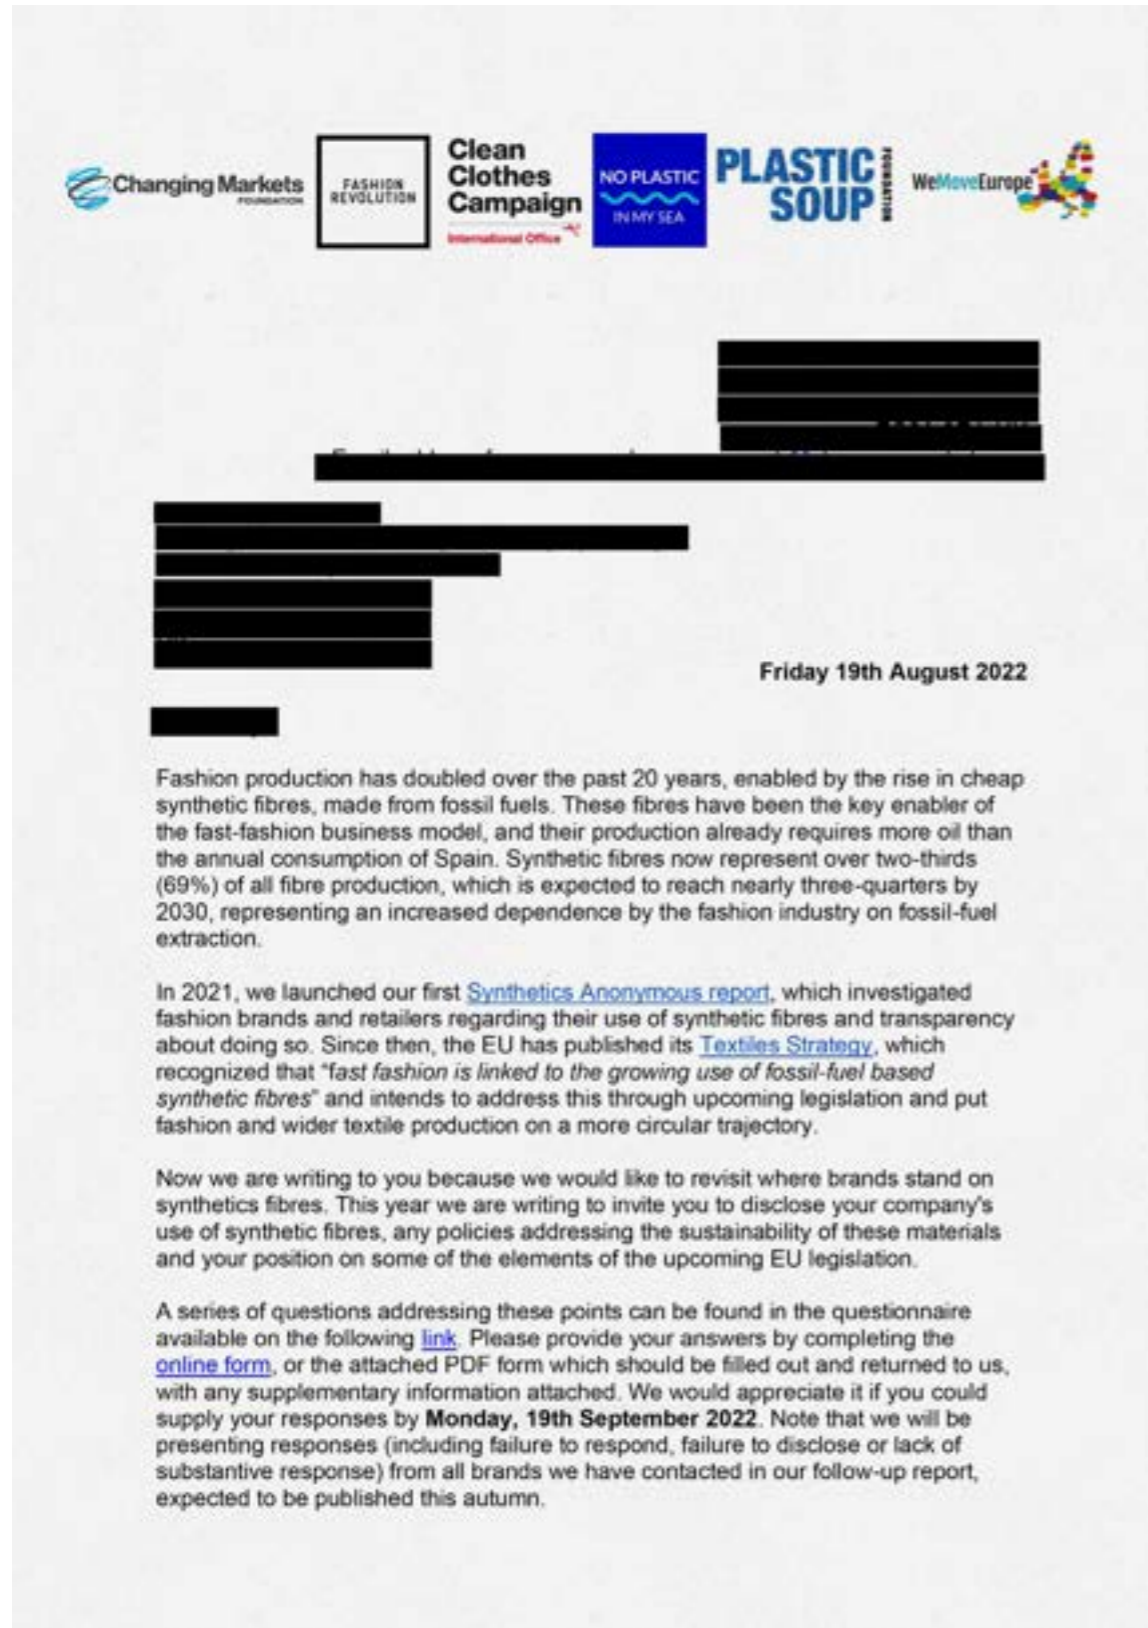 Changing Markets
FOUNDATION
FASHION
REVOLUTION
Clean
Clothes
Campaign
International Office
NO PLASTIC
IN MY SEA
PLASTIC
SOUP
FOUNDATION
WeMoveEurope
Friday 19th August 2022
Fashion production has doubled over the past 20 years, enabled by the rise in cheap
synthetic fibres, made from fossil fuels. These fibres have been the key enabler of
the fast-fashion business model, and their production already requires more oil than
the annual consumption of Spain. Synthetic fibres now represent over two-thirds
(69%) of all fibre production, which is expected to reach nearly three-quarters by
2030, representing an increased dependence by the fashion industry on fossil-fuel
extraction.
In 2021, we launched our first Synthetics Anonymous report, which investigated
fashion brands and retailers regarding their use of synthetic fibres and transparency
about doing so. Since then, the EU has published its Textiles Strategy, which
recognized that "fast fashion is linked to the growing use of fossil-fuel based
synthetic fibres" and intends to address this through upcoming legislation and put
fashion and wider textile production on a more circular trajectory.
Now we are writing to you because we would like to revisit where brands stand on
synthetics fibres. This year we are writing to invite you to disclose your company's
use of synthetic fibres, any policies addressing the sustainability of these materials
and your position on some of the elements of the upcoming EU legislation.
A series of questions addressing these points can be found in the questionnaire
available on the following link. Please provide your answers by completing the
online form, or the attached PDF form which should be filled out and returned to us,
with any supplementary information attached. We would appreciate it if you could
supply your responses by Monday, 19th September 2022. Note that we will be
presenting responses (including failure to respond, failure to disclose or lack of
substantive response) from all brands we have contacted in our follow-up report,
expected to be published this autumn.